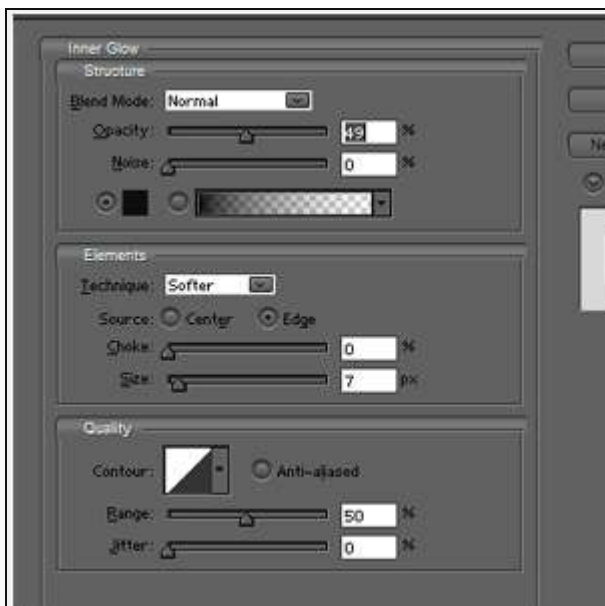 Inner Glow
Structure
Blend Mode: Normal
Opacity: 49 %
Noise: 0 %
Elements
Technique: Softer
Source: Center Edge
Choke: 0 %
Size: 7 px
Quality
Contour: Anti-aliased
Range: 50 %
Jitter: 0 %
Ne